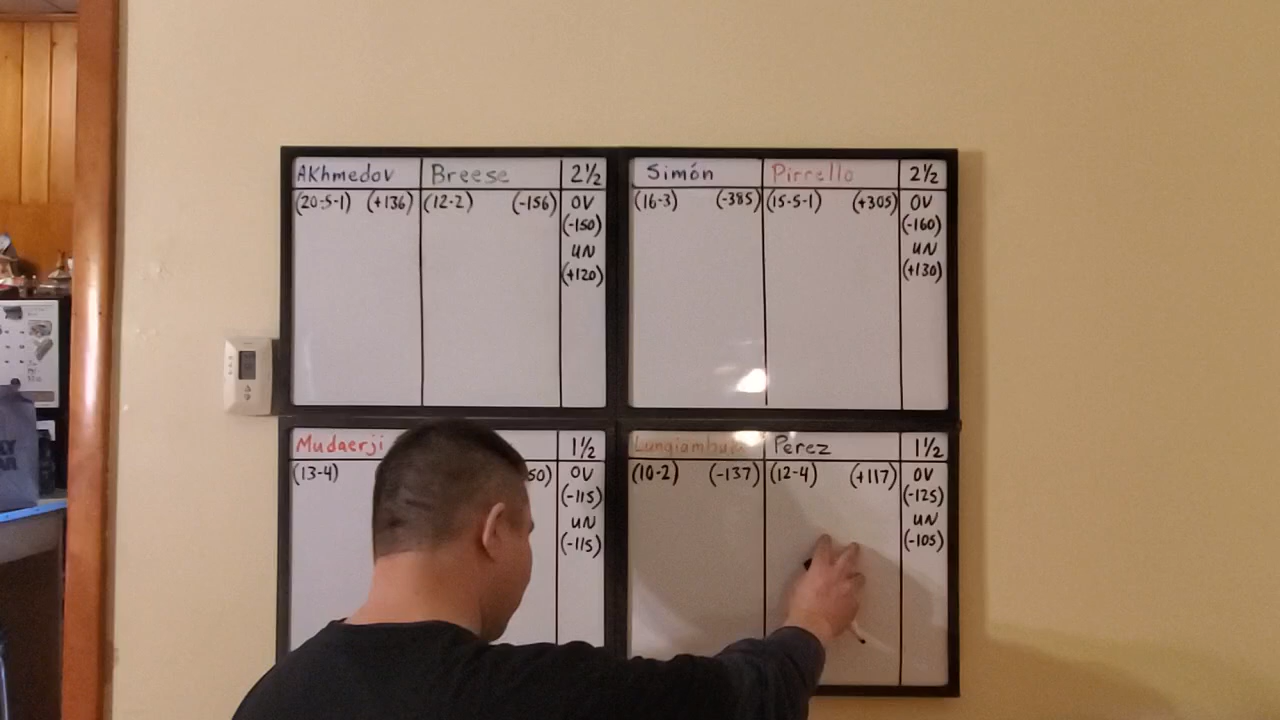 Akhmedov Breese 2½
(20-5-1) (+136) (12-2) (-156) OV
(-150)
UN
(+120)
Simón Pirrello 2½
(16-3) (-385) (15-5-1) (+305) OV
(-160)
UN
(+130)
Mudaerji 1½
(13-4) 50) OV
(-115)
UN
(-115)
Lungiambula Perez 1½
(10-2) (-137) (12-4) (+117) OV
(-125)
UN
(-105)